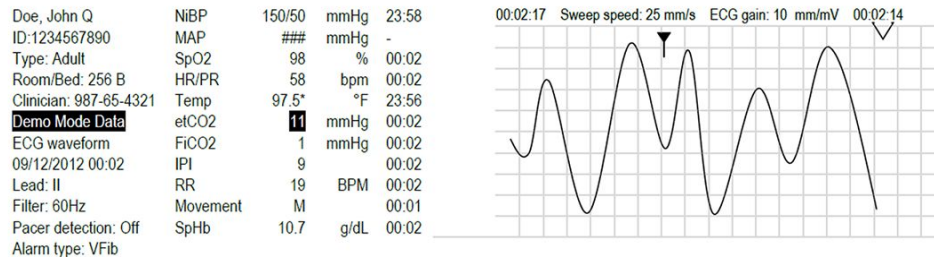 Doe, John Q NiBP 150/50 mmHg 23:58
ID:1234567890 MAP ### mmHg -
Type: Adult SpO2 98 % 00:02
Room/Bed: 256 B HR/PR 58 bpm 00:02
Clinician: 987-65-4321 Temp 97.5* °F 23:56
Demo Mode Data etCO2 11 mmHg 00:02
ECG waveform FiCO2 1 mmHg 00:02
09/12/2012 00:02 IPI 9 00:02
Lead: II RR 19 BPM 00:02
Filter: 60Hz Movement M 00:01
Pacer detection: Off SpHb 10.7 g/dL 00:02
Alarm type: VFib
00:02:17 Sweep speed: 25 mm/s ECG gain: 10 mm/mV 00:02:14